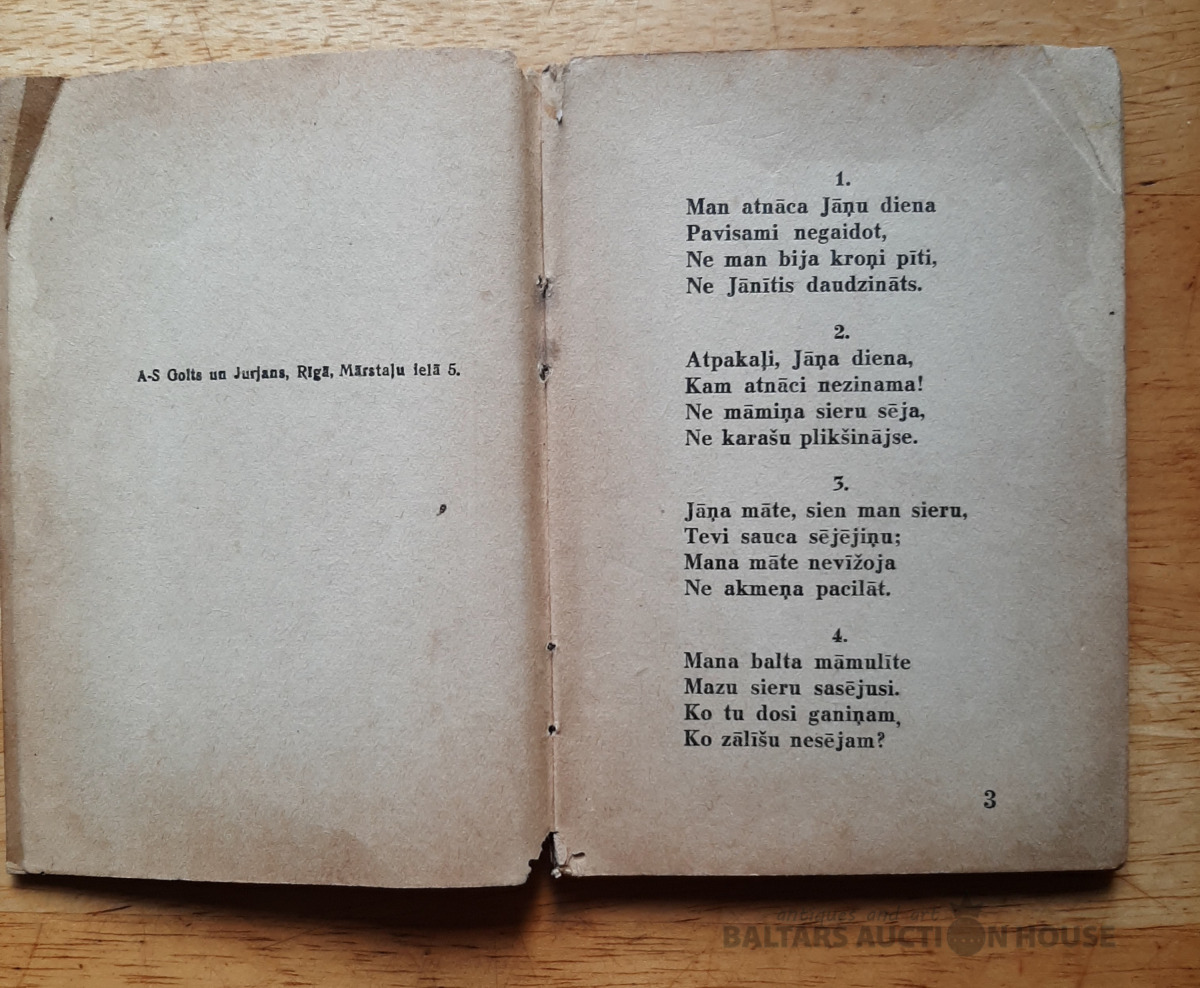 A-S Golts un Jurjans, Rīgā, Mārstaļu ielā 5.
1.
Man atnāca Jāņu diena
Pavisami negaidot,
Ne man bija kroņi pīti,
Ne Jānītis daudzināts.
2.
Atpakaļi, Jāņa diena,
Kam atnāci nezinama!
Ne māmiņa sieru sēja,
Ne karašu plikšinājse.
3.
Jāņa māte, sien man sieru,
Tevi sauca sējējiņu;
Mana māte nevīžoja
Ne akmeņa pacilāt.
4.
Mana balta māmulīte
Mazu sieru sasējusi.
Ko tu dosi ganiņam,
Ko zālīšu nesējam?
3
antiques and art
BALTARS AUCTION HOUSE